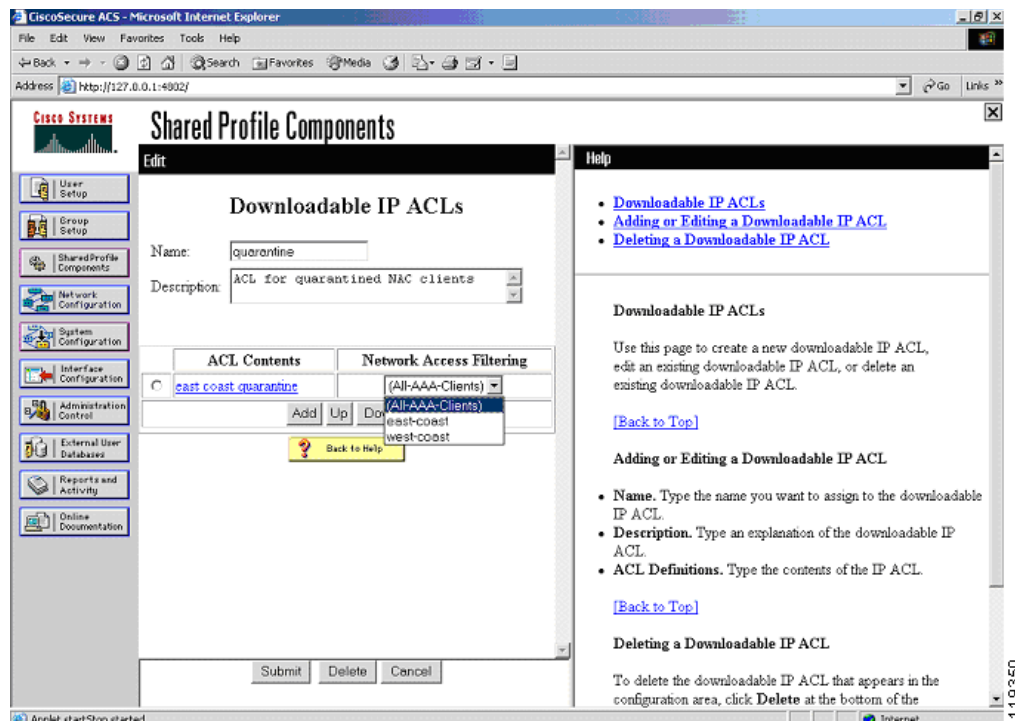 CiscoSecure ACS - Microsoft Internet Explorer
File Edit View Favorites Tools Help
Back Search Favorites Media
Address http://127.0.0.1:4802/ Go Links »
CISCO SYSTEMS
User Setup
Group Setup
Shared Profile Components
Network Configuration
System Configuration
Interface Configuration
Administration Control
External User Databases
Reports and Activity
Online Documentation
Shared Profile Components
Edit
Downloadable IP ACLs
Name: quarantine
Description: ACL for quarantined NAC clients
ACL Contents Network Access Filtering
east coast quarantine (All-AAA-Clients)
(All-AAA-Clients)
east-coast
west-coast
Add Up Do
Back to Help
Submit Delete Cancel
Help
• Downloadable IP ACLs
• Adding or Editing a Downloadable IP ACL
• Deleting a Downloadable IP ACL
Downloadable IP ACLs
Use this page to create a new downloadable IP ACL,
edit an existing downloadable IP ACL, or delete an
existing downloadable IP ACL.
[Back to Top]
Adding or Editing a Downloadable IP ACL
• Name. Type the name you want to assign to the downloadable
IP ACL.
• Description. Type an explanation of the downloadable IP
ACL.
• ACL Definitions. Type the contents of the IP ACL.
[Back to Top]
Deleting a Downloadable IP ACL
To delete the downloadable IP ACL that appears in the
configuration area, click Delete at the bottom of the
Applet startStop started
Internet
119350